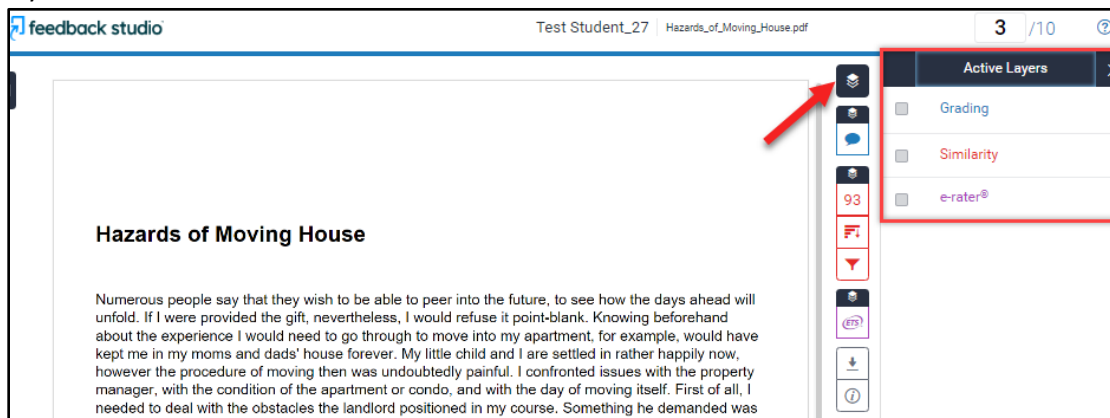 feedback studio
Test Student_27 Hazards_of_Moving_House.pdf
3 /10 ?
Active Layers
Grading
Similarity
e-rater®
93
ETS
Hazards of Moving House
Numerous people say that they wish to be able to peer into the future, to see how the days ahead will
unfold. If I were provided the gift, nevertheless, I would refuse it point-blank. Knowing beforehand
about the experience I would need to go through to move into my apartment, for example, would have
kept me in my moms and dads' house forever. My little child and I are settled in rather happily now,
however the procedure of moving then was undoubtedly painful. I confronted issues with the property
manager, with the condition of the apartment or condo, and with the day of moving itself. First of all, I
needed to deal with the obstacles the landlord positioned in my course. Something he demanded was